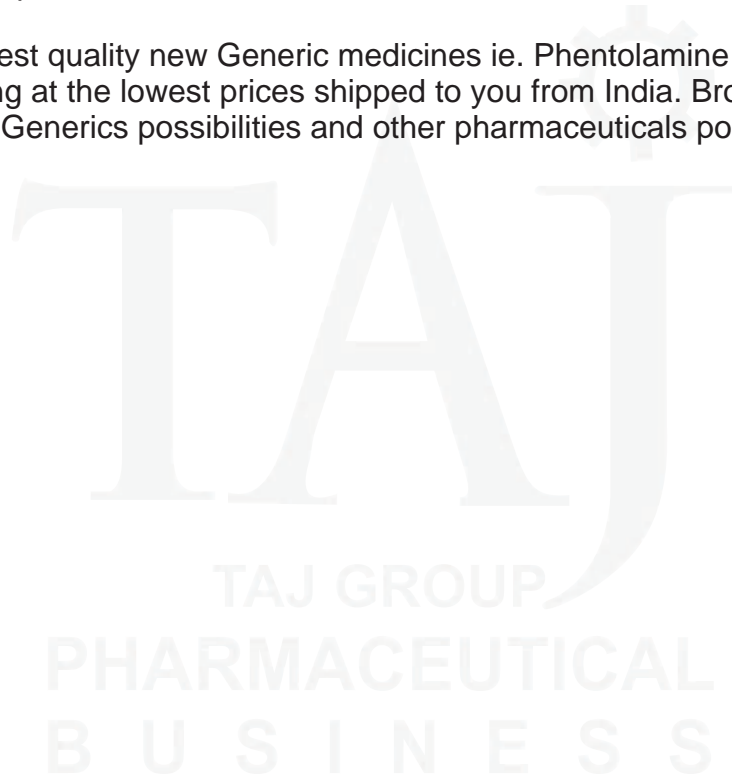 est quality new Generic medicines ie. Phentolamine
g at the lowest prices shipped to you from India. Bro
Generics possibilities and other pharmaceuticals po
TAJ
TAJ GROUP
PHARMACEUTICAL
BUSINESS